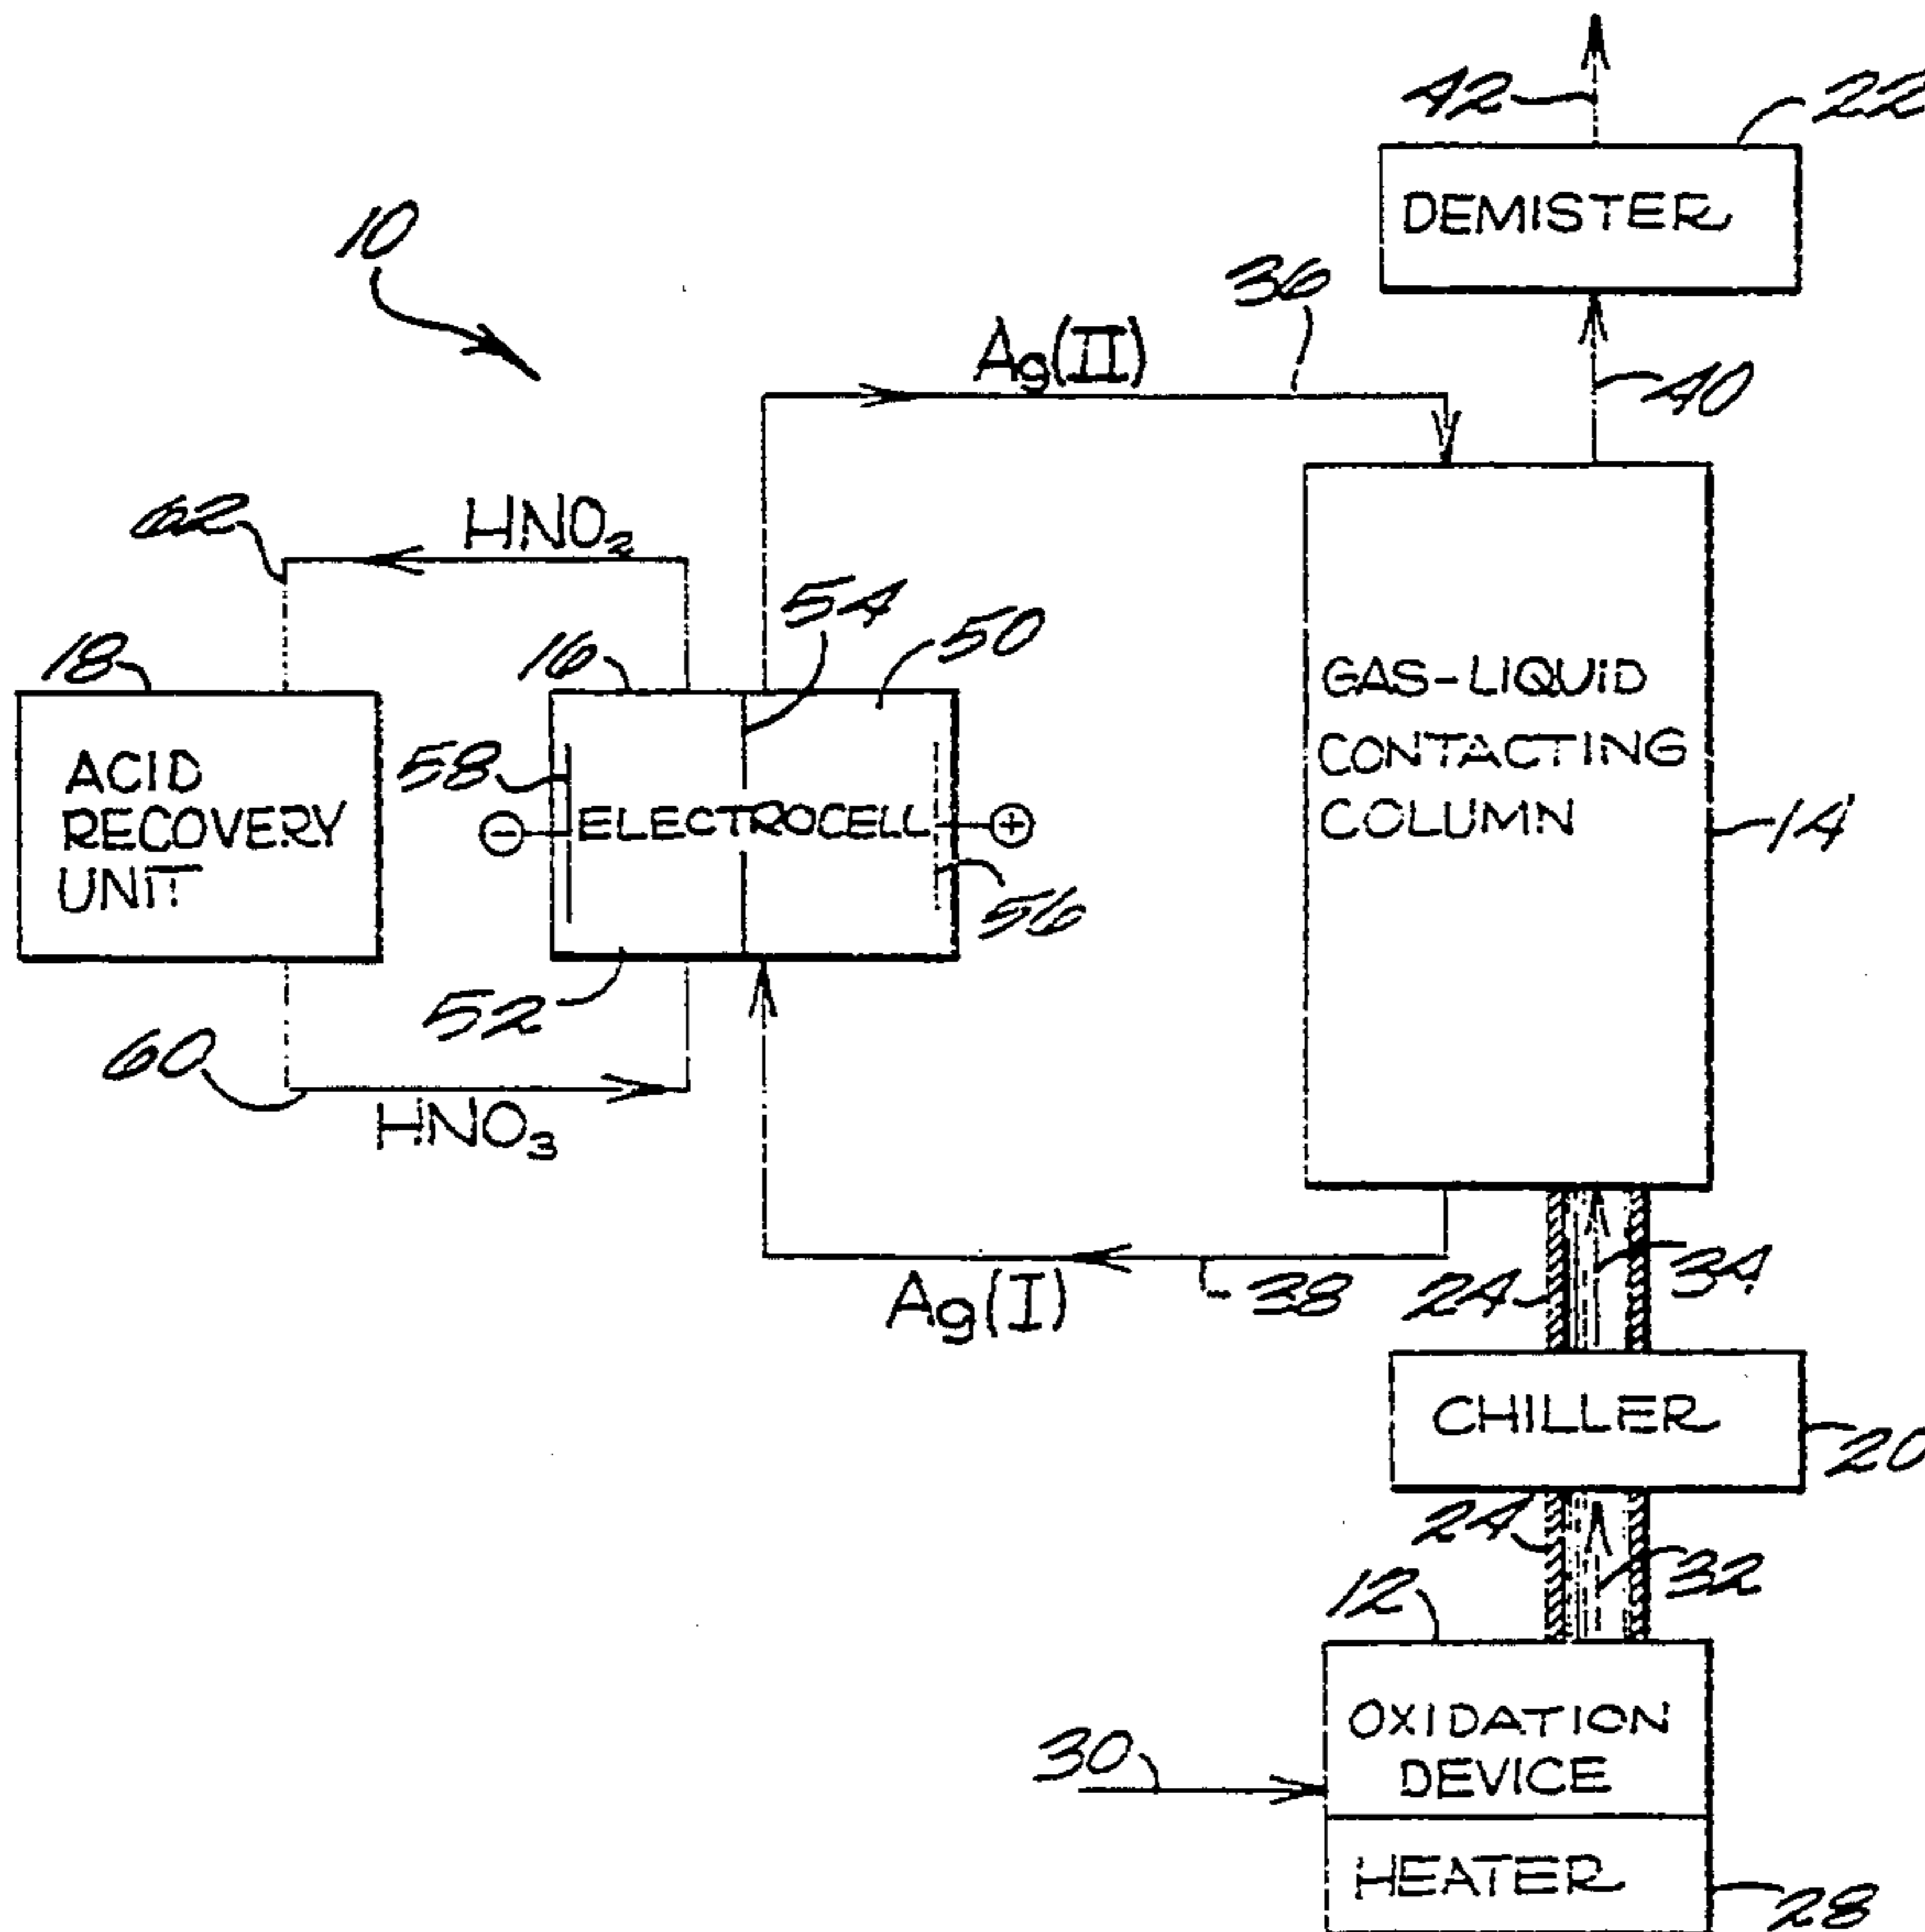 42
22
DEMISTER
10
36
Ag(II)
40
62
HNO2
54
50
18
16
GAS-LIQUID
CONTACTING
COLUMN
14
58
ACID
RECOVERY
UNIT
- ELECTROCELL +
56
52
60
HNO3
Ag(I)
38
24
34
CHILLER
20
24
32
12
OXIDATION
DEVICE
30
HEATER
28